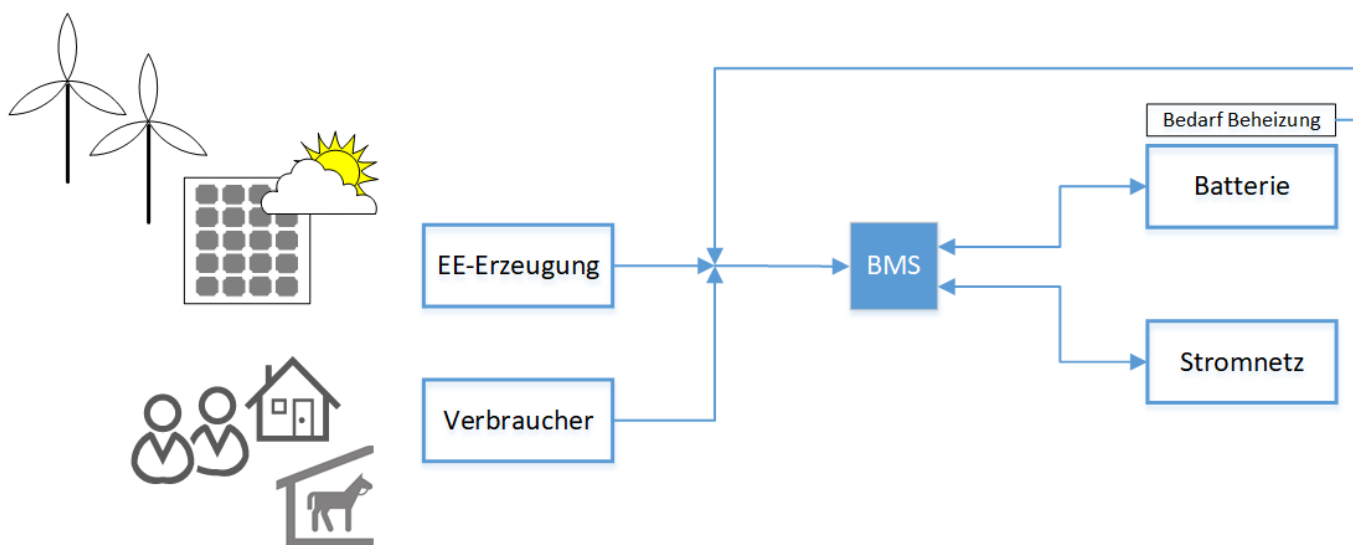 Bedarf Beheizung
Batterie
EE-Erzeugung
BMS
Verbraucher
Stromnetz